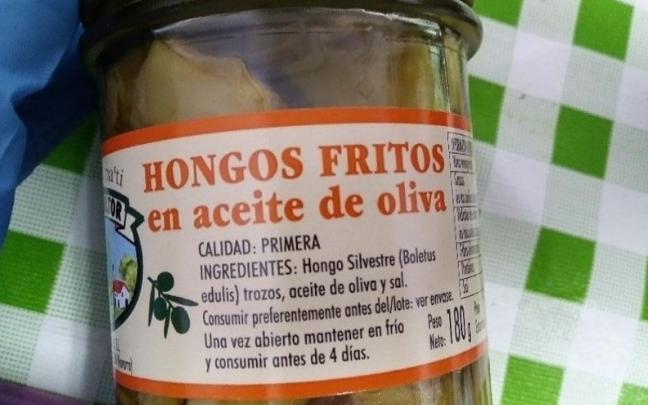 HONGOS FRITOS
en aceite de oliva
CALIDAD: PRIMERA
INGREDIENTES: Hongo Silvestre (Boletus
edulis) trozos, aceite de oliva y sal.
Consumir preferentemente antes del/lote: ver envase.
Una vez abierto mantener en frío
y consumir antes de 4 días.
Peso
Neto: 180 g